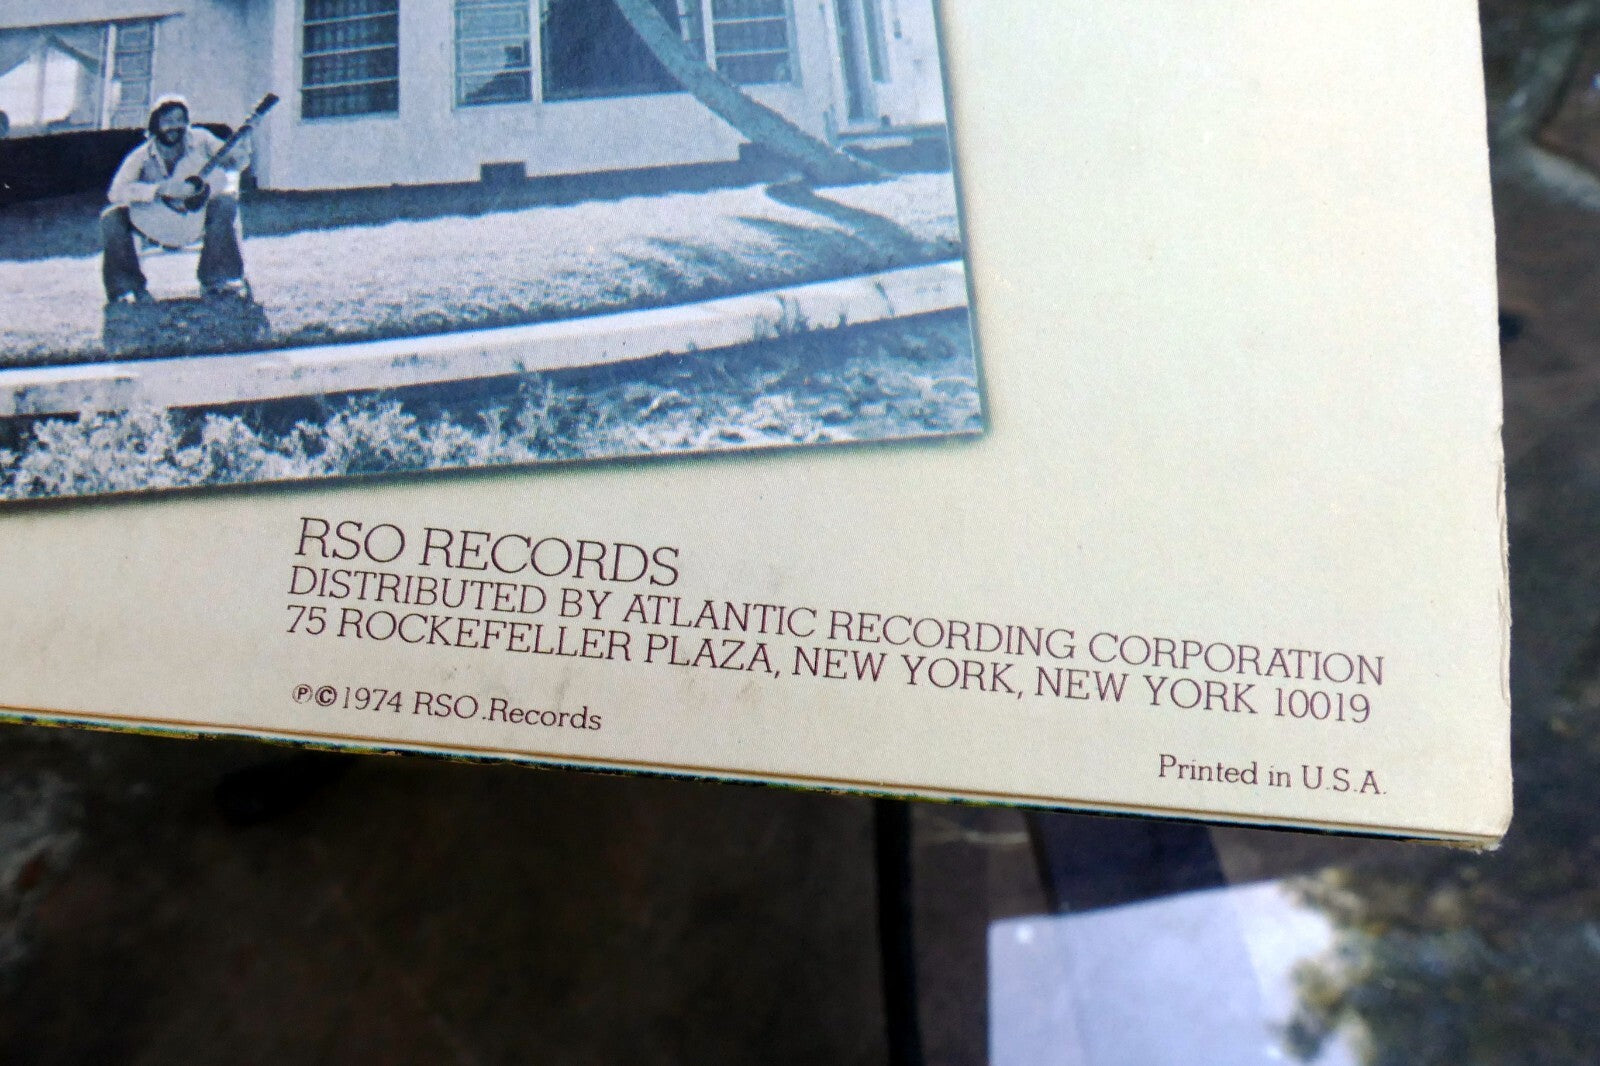 RSO RECORDS
DISTRIBUTED BY ATLANTIC RECORDING CORPORATION
75 ROCKEFELLER PLAZA, NEW YORK, NEW YORK 10019
℗©1974 RSO.Records
Printed in U.S.A.